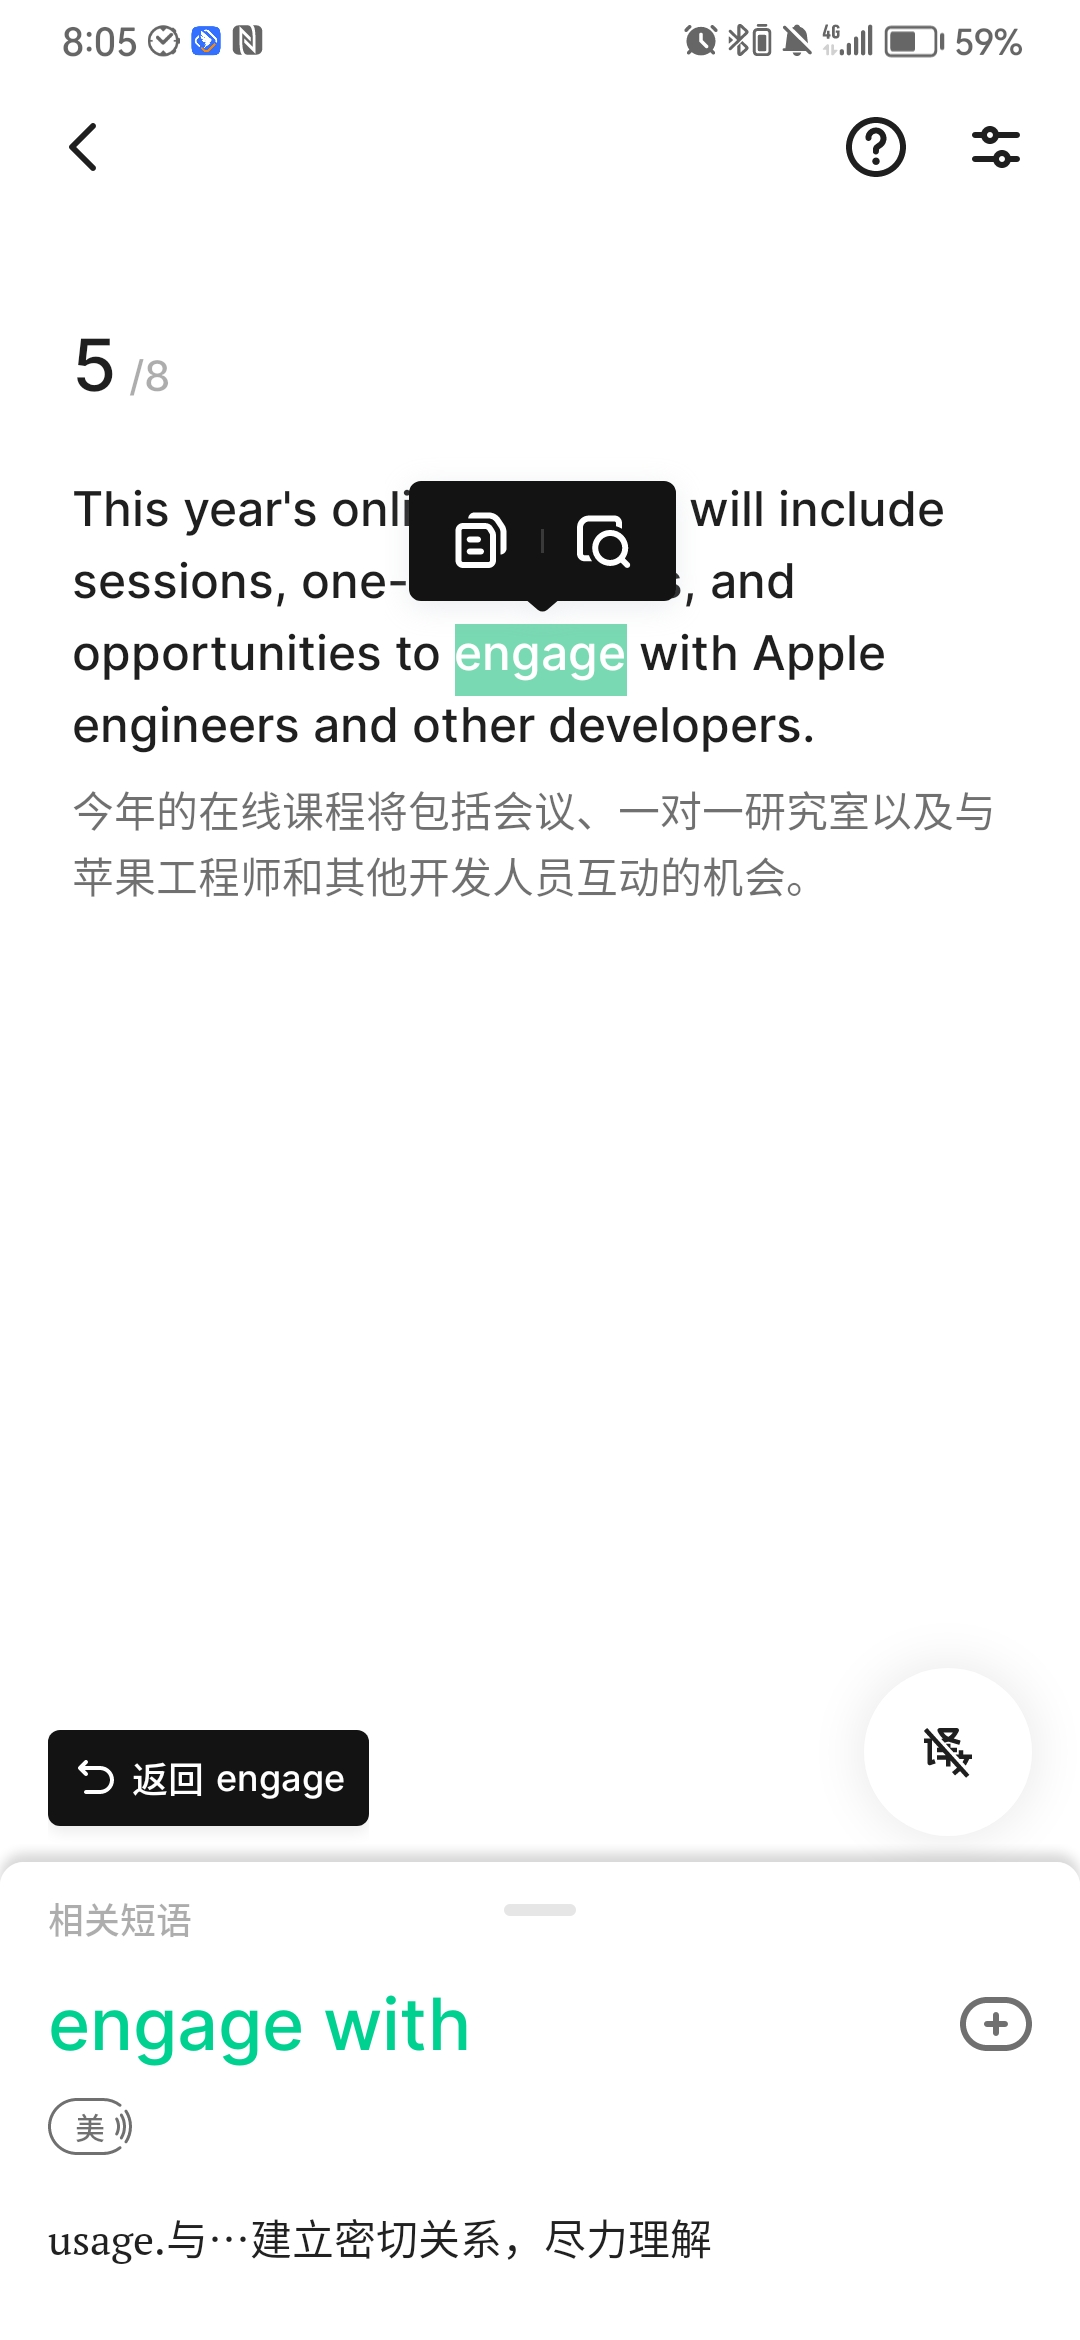 8:05 4G 59%
5 /8
This year's onli will include
sessions, one- , and
opportunities to engage with Apple
engineers and other developers.
今年的在线课程将包括会议、一对一研究室以及与
苹果工程师和其他开发人员互动的机会。
返回 engage
相关短语
engage with
美
usage.与…建立密切关系，尽力理解